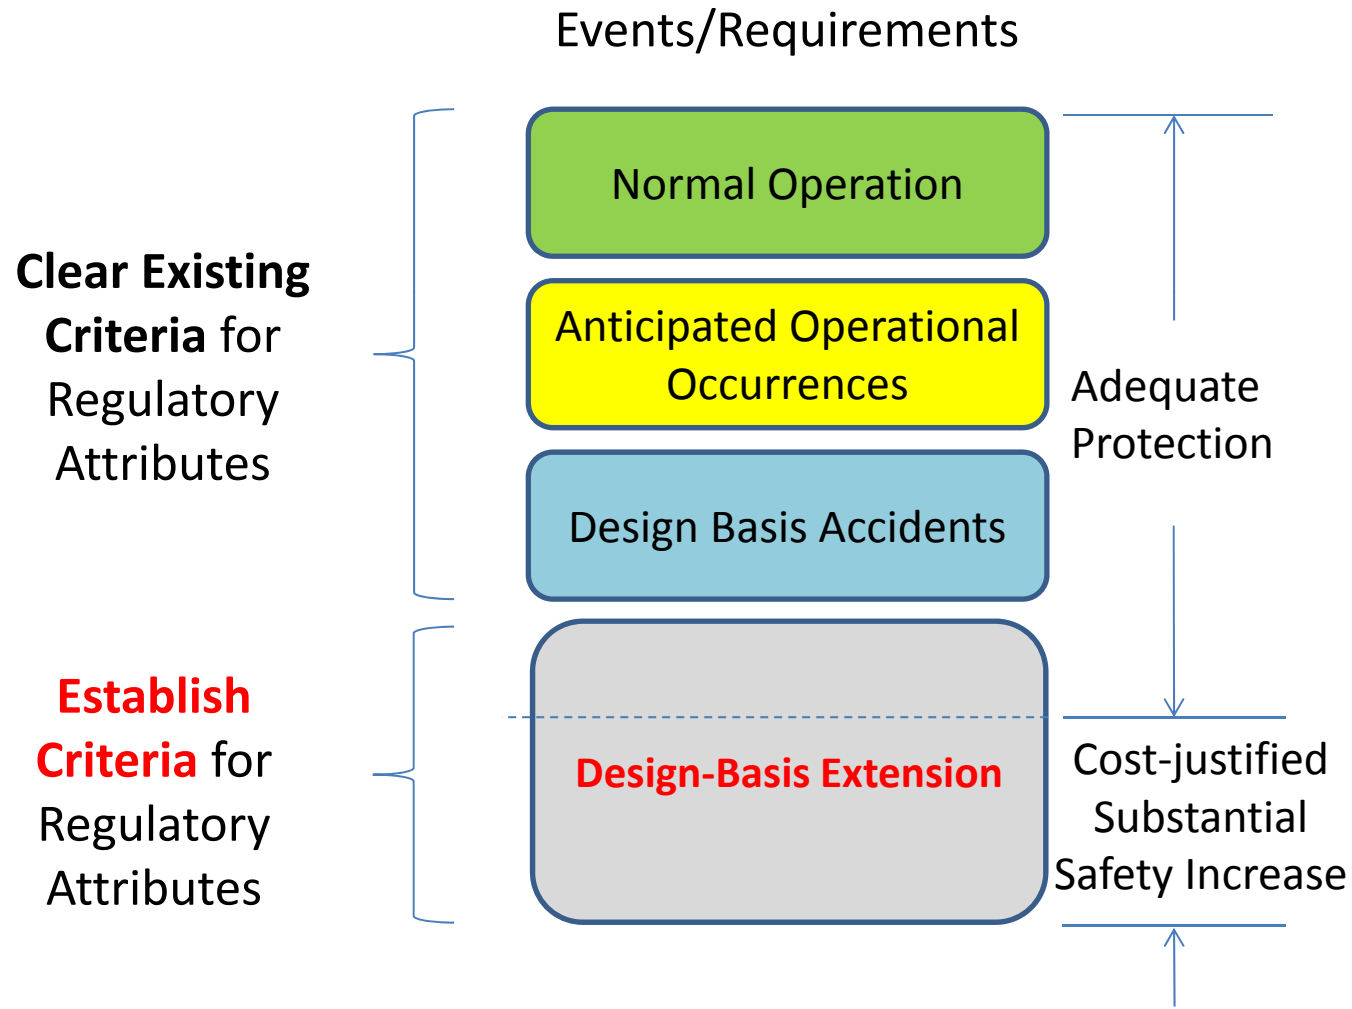 Events/Requirements
Normal Operation
Clear Existing
Criteria for
Regulatory
Attributes
Anticipated Operational
Occurrences
Adequate
Protection
Design Basis Accidents
Establish
Criteria for
Regulatory
Attributes
Design-Basis Extension
Cost-justified
Substantial
Safety Increase